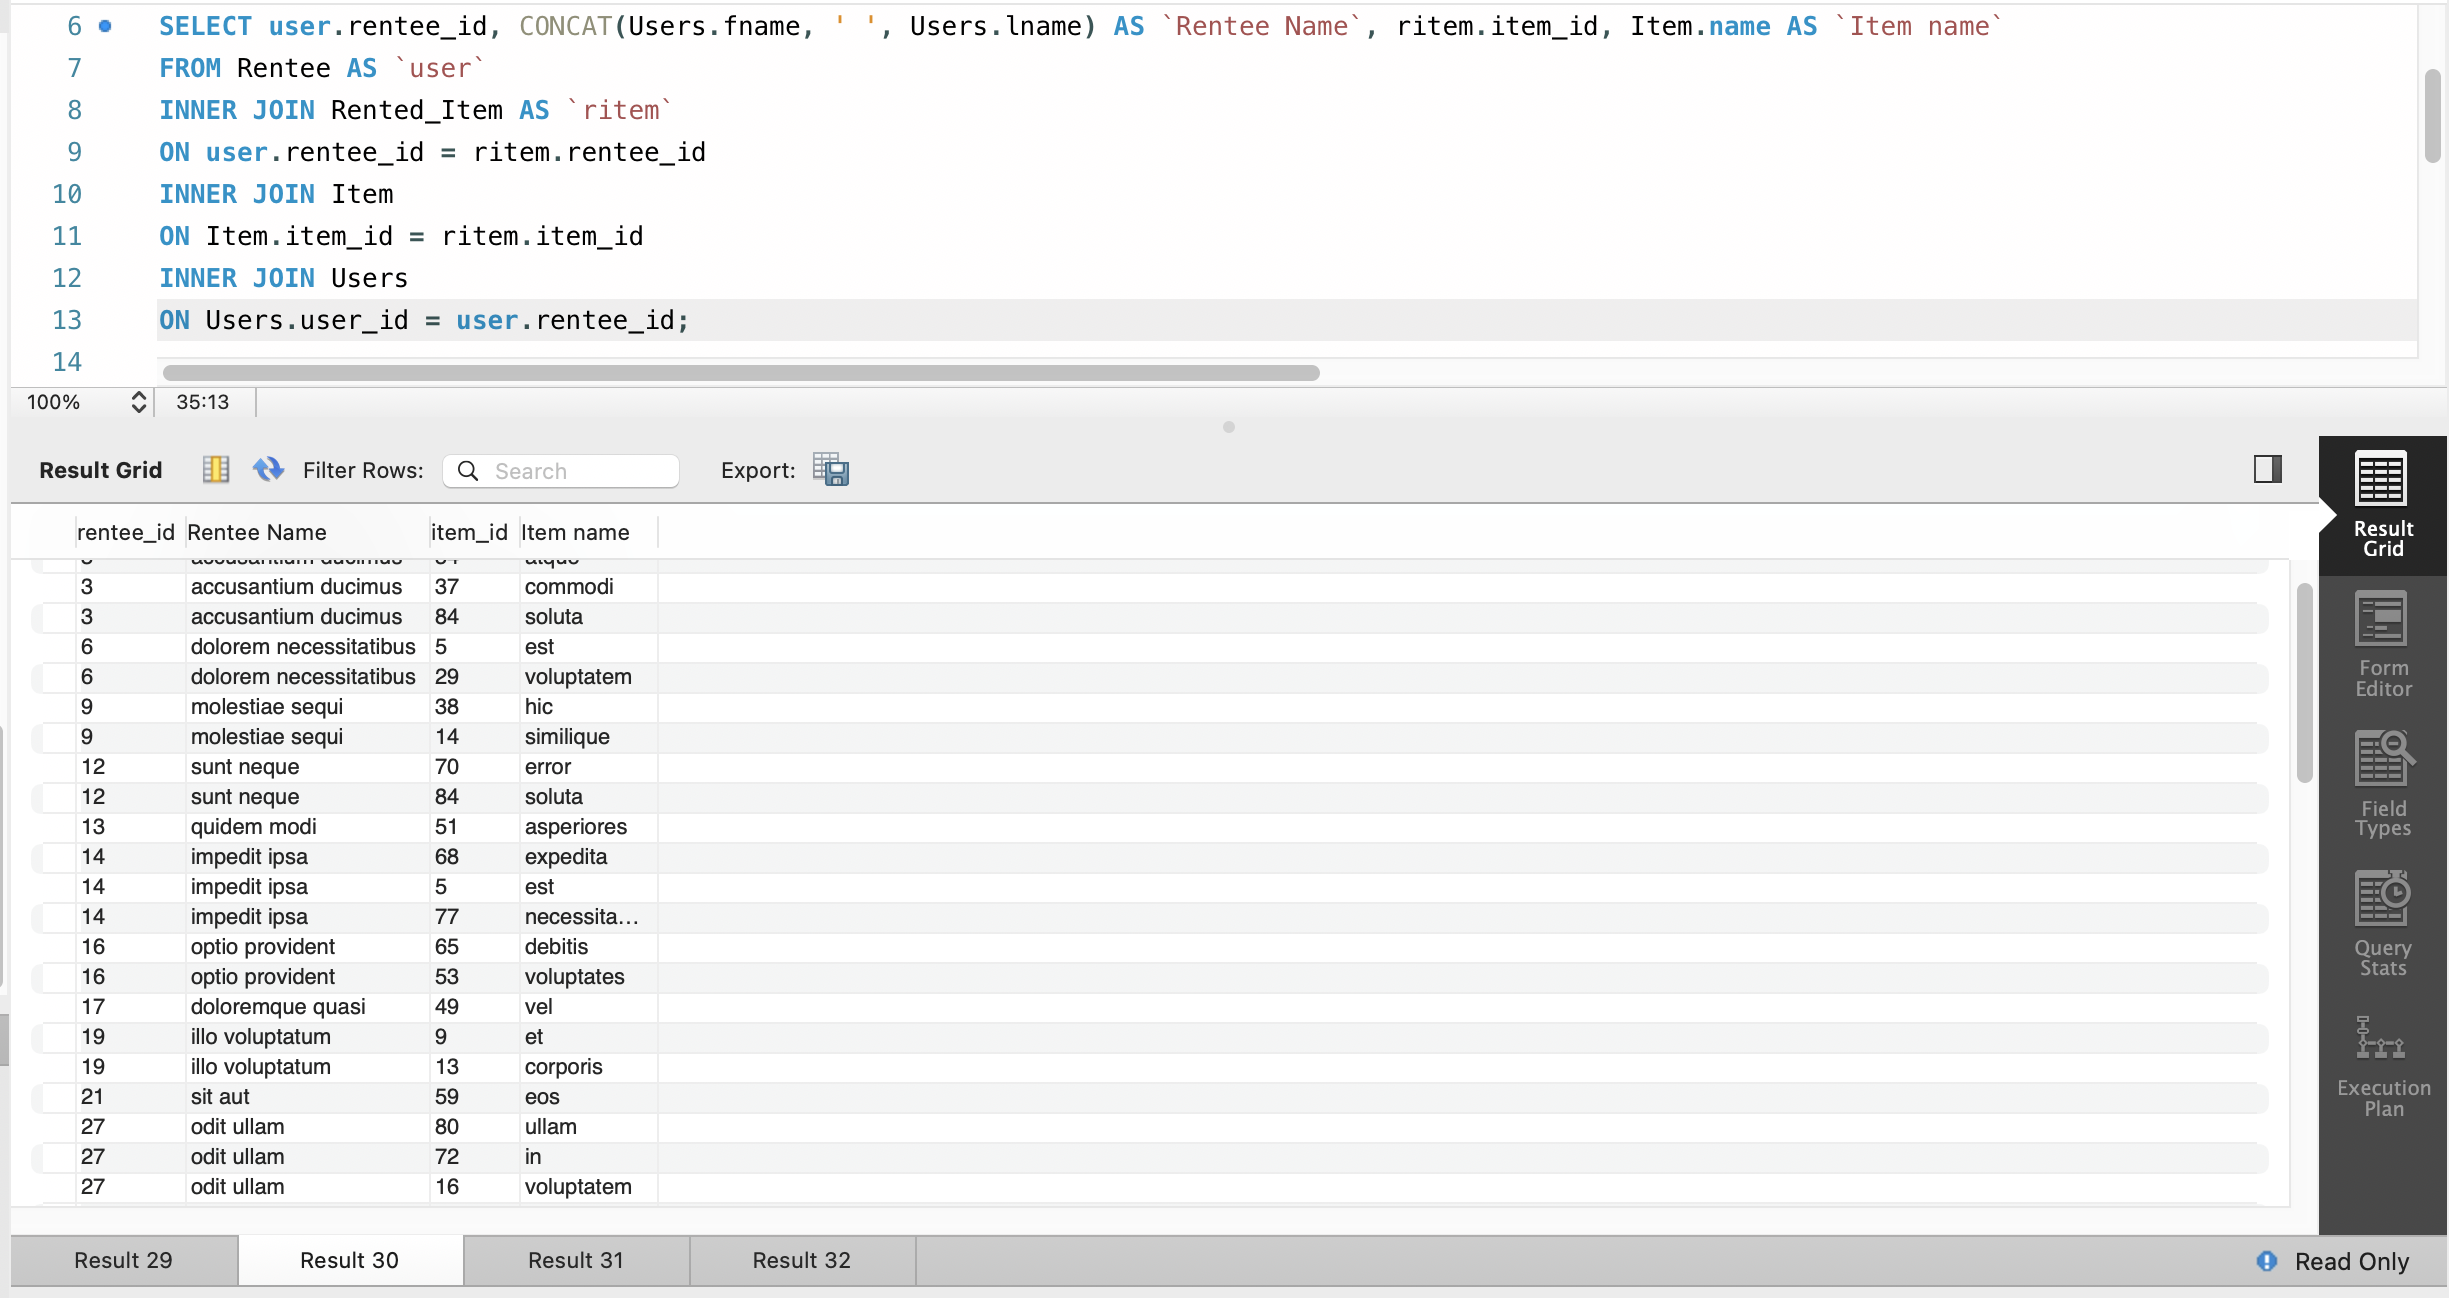 6 SELECT user.rentee_id, CONCAT(Users.fname, ' ', Users.lname) AS `Rentee Name`, ritem.item_id, Item.name AS `Item name`
7 FROM Rentee AS `user`
8 INNER JOIN Rented_Item AS `ritem`
9 ON user.rentee_id = ritem.rentee_id
10 INNER JOIN Item
11 ON Item.item_id = ritem.item_id
12 INNER JOIN Users
13 ON Users.user_id = user.rentee_id;
14
100% 35:13
Result Grid Filter Rows: Search Export:
rentee_id Rentee Name item_id Item name
accusantium ducimus
3 accusantium ducimus 37 commodi
3 accusantium ducimus 84 soluta
6 dolorem necessitatibus 5 est
6 dolorem necessitatibus 29 voluptatem
9 molestiae sequi 38 hic
9 molestiae sequi 14 similique
12 sunt neque 70 error
12 sunt neque 84 soluta
13 quidem modi 51 asperiores
14 impedit ipsa 68 expedita
14 impedit ipsa 5 est
14 impedit ipsa 77 necessita...
16 optio provident 65 debitis
16 optio provident 53 voluptates
17 doloremque quasi 49 vel
19 illo voluptatum 9 et
19 illo voluptatum 13 corporis
21 sit aut 59 eos
27 odit ullam 80 ullam
27 odit ullam 72 in
27 odit ullam 16 voluptatem
Result
Grid
Form
Editor
Field
Types
Query
Stats
Execution
Plan
Result 29 Result 30 Result 31 Result 32 Read Only